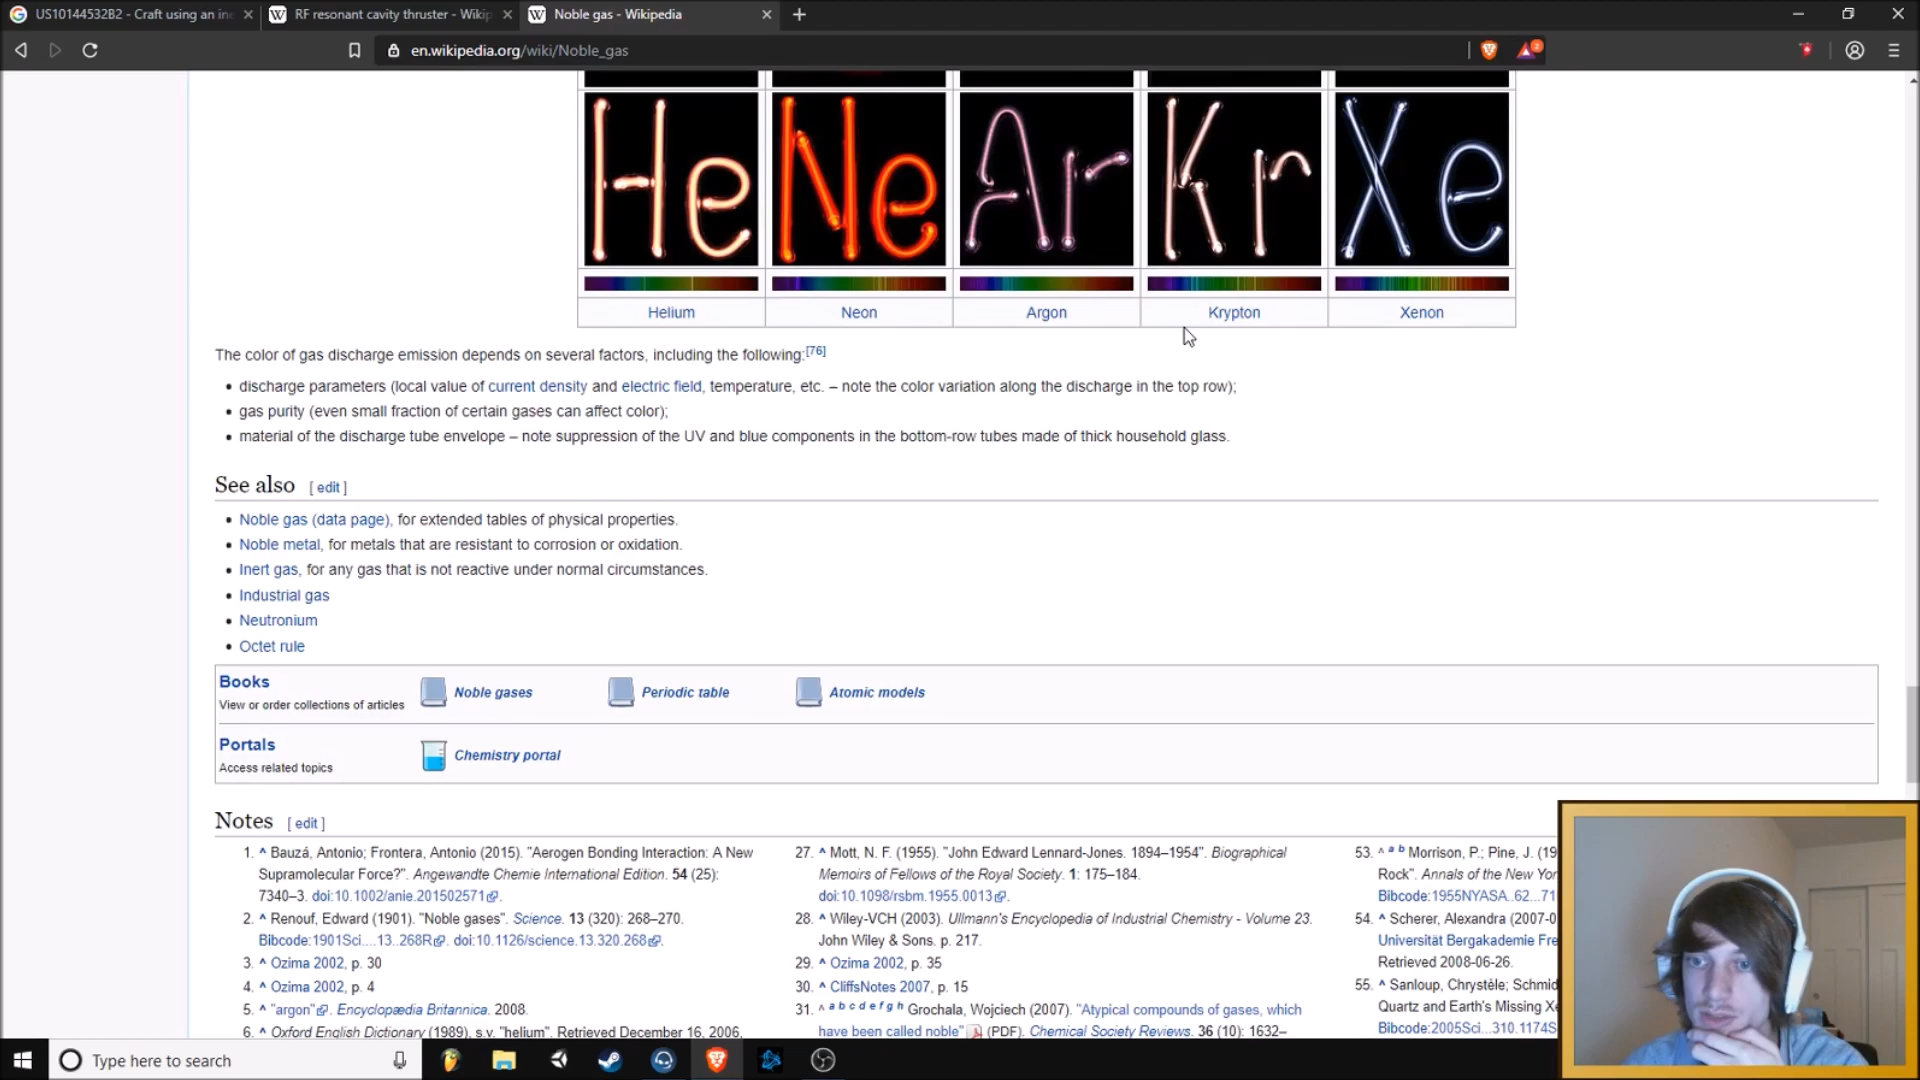 US10144532B2 - Craft using an ine
RF resonant cavity thruster - Wikip
Noble gas - Wikipedia
en.wikipedia.org/wiki/Noble_gas
2
He Ne Ar Kr Xe
Helium Neon Argon Krypton Xenon
The color of gas discharge emission depends on several factors, including the following:[76]
• discharge parameters (local value of current density and electric field, temperature, etc. – note the color variation along the discharge in the top row);
• gas purity (even small fraction of certain gases can affect color);
• material of the discharge tube envelope – note suppression of the UV and blue components in the bottom-row tubes made of thick household glass.
See also [ edit ]
• Noble gas (data page), for extended tables of physical properties.
• Noble metal, for metals that are resistant to corrosion or oxidation.
• Inert gas, for any gas that is not reactive under normal circumstances.
• Industrial gas
• Neutronium
• Octet rule
Books
View or order collections of articles
Noble gases Periodic table Atomic models
Portals
Access related topics
Chemistry portal
Notes [ edit ]
1. ^ Bauzá, Antonio; Frontera, Antonio (2015). "Aerogen Bonding Interaction: A New
Supramolecular Force?". Angewandte Chemie International Edition. 54 (25):
7340–3. doi:10.1002/anie.201502571.
2. ^ Renouf, Edward (1901). "Noble gases". Science. 13 (320): 268–270.
Bibcode:1901Sci....13..268R. doi:10.1126/science.13.320.268.
3. ^ Ozima 2002, p. 30
4. ^ Ozima 2002, p. 4
5. ^ "argon". Encyclopædia Britannica. 2008.
6. ^ Oxford English Dictionary (1989), s.v. "helium". Retrieved December 16, 2006,
27. ^ Mott, N. F. (1955). "John Edward Lennard-Jones. 1894–1954". Biographical
Memoirs of Fellows of the Royal Society. 1: 175–184.
doi:10.1098/rsbm.1955.0013.
28. ^ Wiley-VCH (2003). Ullmann's Encyclopedia of Industrial Chemistry - Volume 23.
John Wiley & Sons. p. 217.
29. ^ Ozima 2002, p. 35
30. ^ CliffsNotes 2007, p. 15
31. ^ a b c d e f g h Grochala, Wojciech (2007). "Atypical compounds of gases, which
have been called noble" (PDF). Chemical Society Reviews. 36 (10): 1632–
53. ^ a b Morrison, P.; Pine, J. (19
Rock". Annals of the New Yor
Bibcode:1955NYASA..62...71
54. ^ Scherer, Alexandra (2007-0
Universität Bergakademie Fre
Retrieved 2008-06-26.
55. ^ Sanloup, Chrystèle; Schmid
Quartz and Earth's Missing Xe
Bibcode:2005Sci...310.1174S
Type here to search